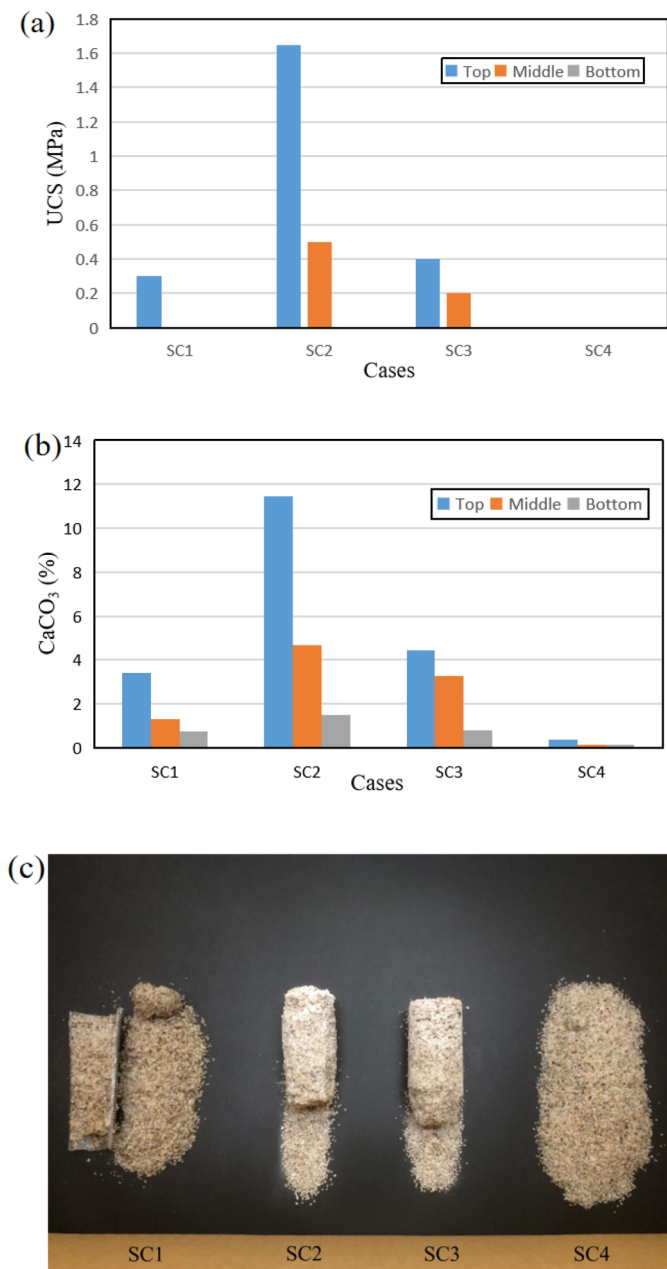 (a)
1.8
1.6
1.4
1.2
1
0.8
0.6
0.4
0.2
0
UCS (MPa)
Top Middle Bottom
SC1 SC2 SC3 SC4
Cases
(b)
14
12
10
8
6
4
2
0
CaCO₃ (%)
Top Middle Bottom
SC1 SC2 SC3 SC4
Cases
(c)
SC1 SC2 SC3 SC4